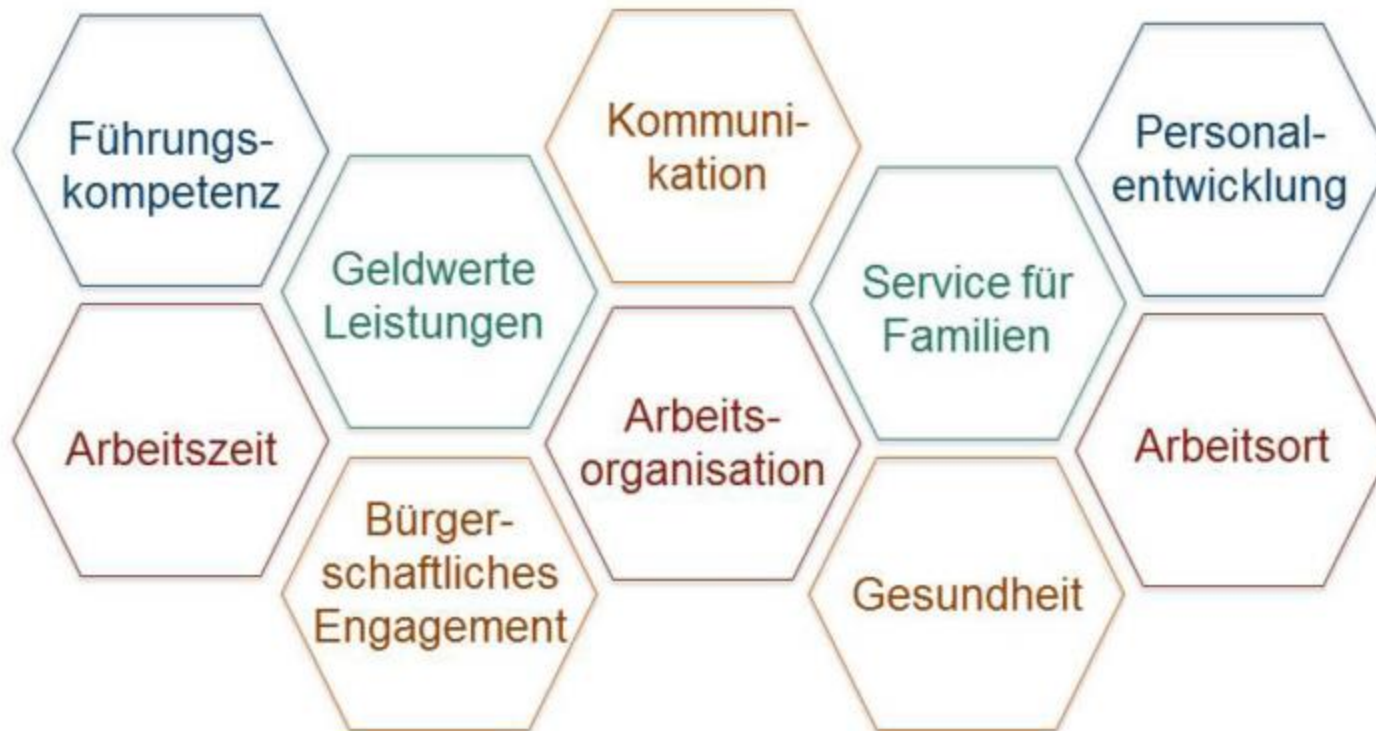 Führungs-
kompetenz
Kommuni-
kation
Personal-
entwicklung
Geldwerte
Leistungen
Service für
Familien
Arbeitszeit
Arbeits-
organisation
Arbeitsort
Bürger-
schaftliches
Engagement
Gesundheit